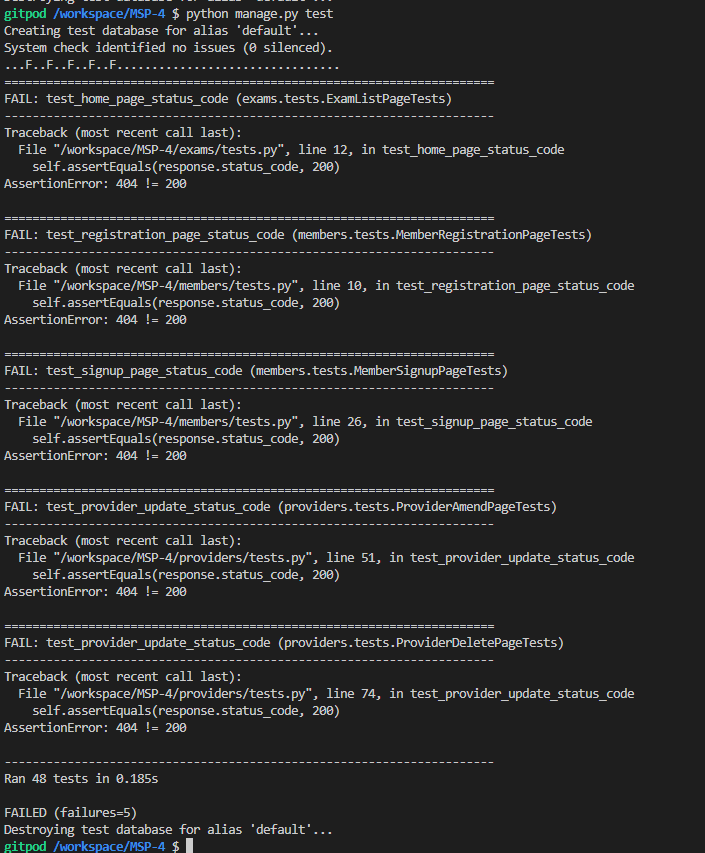 gitpod /workspace/MSP-4 $ python manage.py test
Creating test database for alias 'default'...
System check identified no issues (0 silenced).
...F..F..F..F..F................................
======================================================================
FAIL: test_home_page_status_code (exams.tests.ExamListPageTests)
----------------------------------------------------------------------
Traceback (most recent call last):
  File "/workspace/MSP-4/exams/tests.py", line 12, in test_home_page_status_code
    self.assertEquals(response.status_code, 200)
AssertionError: 404 != 200
======================================================================
FAIL: test_registration_page_status_code (members.tests.MemberRegistrationPageTests)
----------------------------------------------------------------------
Traceback (most recent call last):
  File "/workspace/MSP-4/members/tests.py", line 10, in test_registration_page_status_code
    self.assertEquals(response.status_code, 200)
AssertionError: 404 != 200
======================================================================
FAIL: test_signup_page_status_code (members.tests.MemberSignupPageTests)
----------------------------------------------------------------------
Traceback (most recent call last):
  File "/workspace/MSP-4/members/tests.py", line 26, in test_signup_page_status_code
    self.assertEquals(response.status_code, 200)
AssertionError: 404 != 200
======================================================================
FAIL: test_provider_update_status_code (providers.tests.ProviderAmendPageTests)
----------------------------------------------------------------------
Traceback (most recent call last):
  File "/workspace/MSP-4/providers/tests.py", line 51, in test_provider_update_status_code
    self.assertEquals(response.status_code, 200)
AssertionError: 404 != 200
======================================================================
FAIL: test_provider_update_status_code (providers.tests.ProviderDeletePageTests)
----------------------------------------------------------------------
Traceback (most recent call last):
  File "/workspace/MSP-4/providers/tests.py", line 74, in test_provider_update_status_code
    self.assertEquals(response.status_code, 200)
AssertionError: 404 != 200
----------------------------------------------------------------------
Ran 48 tests in 0.185s
FAILED (failures=5)
Destroying test database for alias 'default'...
gitpod /workspace/MSP-4 $